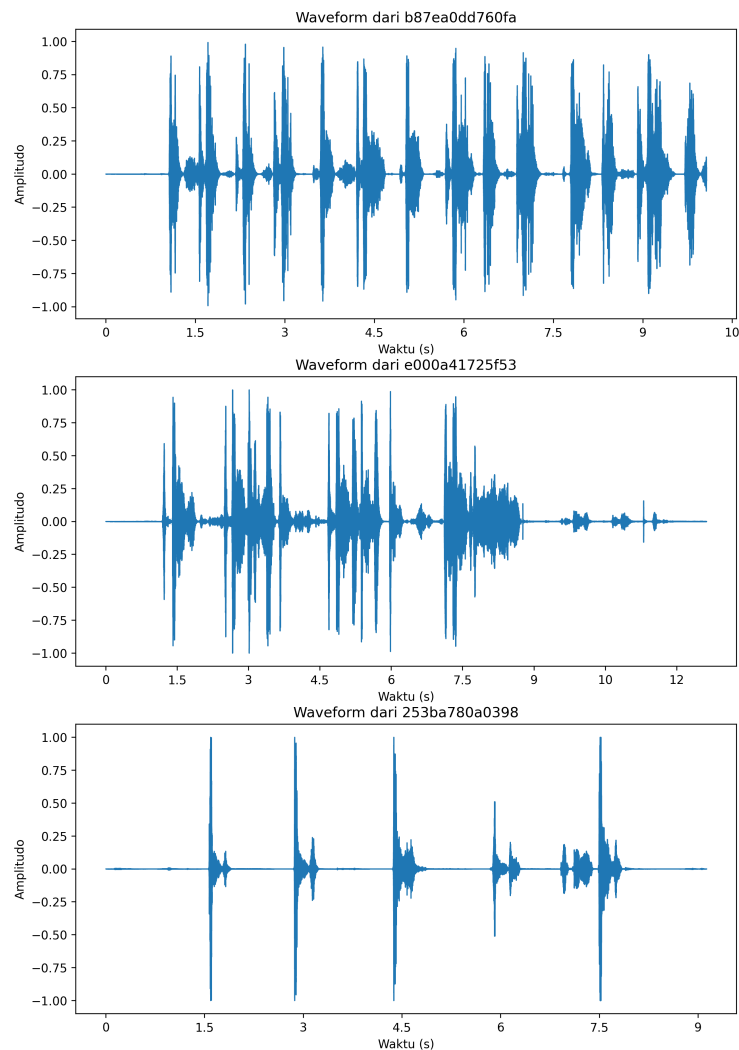 Waveform dari b87ea0dd760fa
1.00
0.75
0.50
0.25
0.00
−0.25
−0.50
−0.75
−1.00
Amplitudo
0 1.5 3 4.5 6 7.5 9 10
Waktu (s)
Waveform dari e000a41725f53
1.00
0.75
0.50
0.25
0.00
−0.25
−0.50
−0.75
−1.00
Amplitudo
0 1.5 3 4.5 6 7.5 9 10 12
Waktu (s)
Waveform dari 253ba780a0398
1.00
0.75
0.50
0.25
0.00
−0.25
−0.50
−0.75
−1.00
Amplitudo
0 1.5 3 4.5 6 7.5 9
Waktu (s)